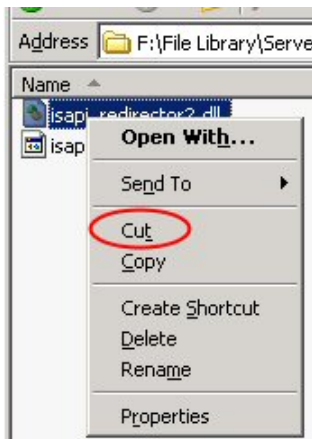 Address F:\File Library\Serve
Name
isapi_redirector2.dll
isap
Open With...
Send To
Cut
Copy
Create Shortcut
Delete
Rename
Properties